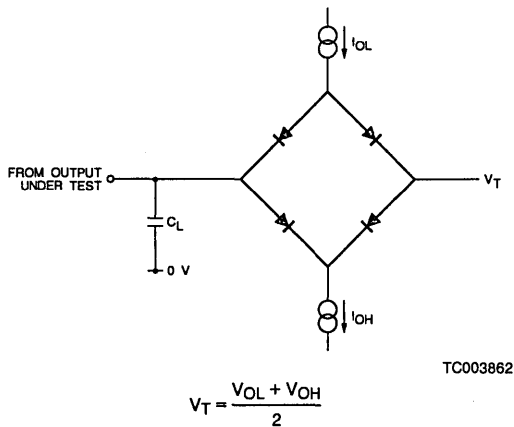 IOL
FROM OUTPUT
UNDER TEST
VT
CL
0 V
IOH
TC003862
VT = VOL + VOH
2